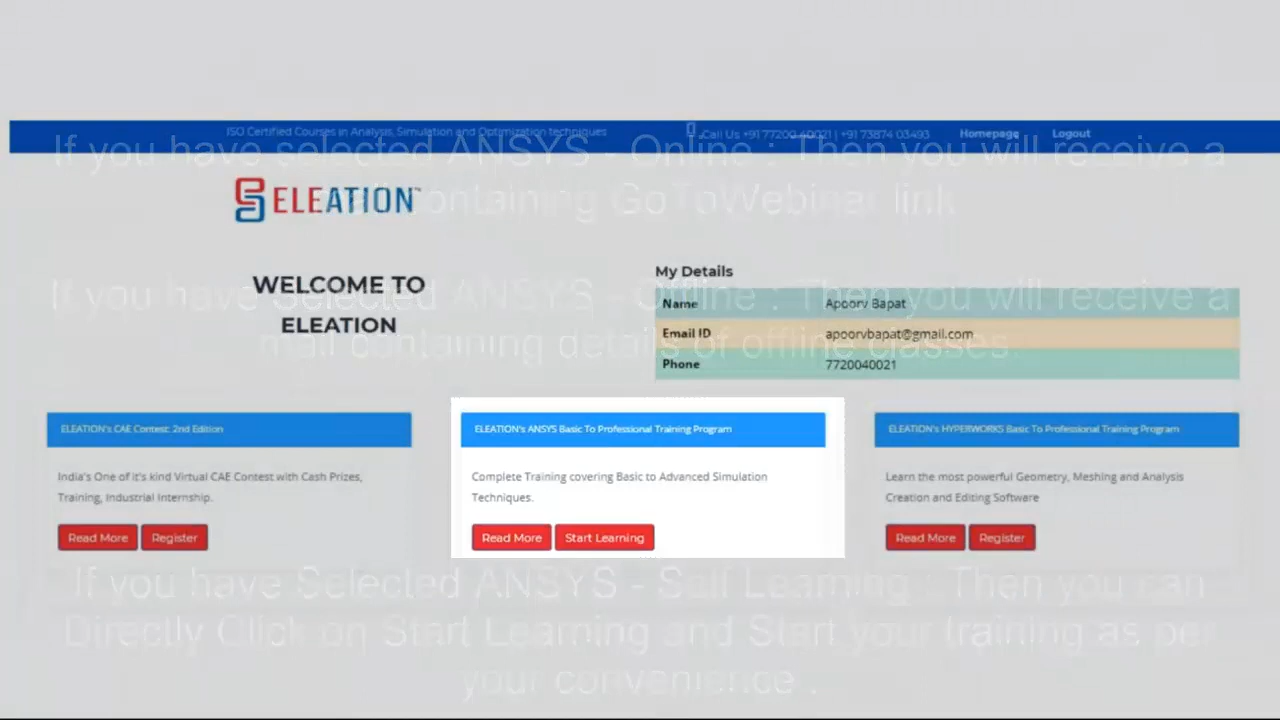 ISO Certified Courses in Analysis, Simulation and Optimization techniques
Call Us +91 77200 40021 | +91 73874 03493
Homepage
Logout
If you have selected ANSYS - Online : Then you will receive a
mail containing GoToWebinar link.
ELEATION™
WELCOME TO
ELEATION
My Details
Name Apoorv Bapat
Email ID apoorvbapat@gmail.com
Phone 7720040021
If you have Selected ANSYS - Offline : Then you will receive a
mail containing details of offline classes.
ELEATION's CAE Contest: 2nd Edition
India's One of it's kind Virtual CAE Contest with Cash Prizes,
Training, Industrial Internship.
Read More Register
ELEATION's ANSYS Basic To Professional Training Program
Complete Training covering Basic to Advanced Simulation
Techniques.
Read More Start Learning
ELEATION's HYPERWORKS Basic To Professional Training Program
Learn the most powerful Geometry, Meshing and Analysis
Creation and Editing Software
Read More Register
If you have Selected ANSYS - Self Learning : Then you can
Directly Click on Start Learning and Start your training as per
your convenience .